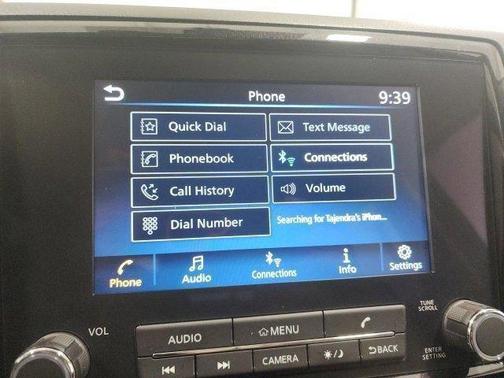 Phone
9:39
Quick Dial
Text Message
Phonebook
Connections
Call History
Volume
Dial Number
Searching for Tajendra's iPhon...
Phone
Audio
Connections
Info
Settings
VOL
TUNE
SCROLL
AUDIO
MENU
CAMERA
BACK
ENTER
SETTING